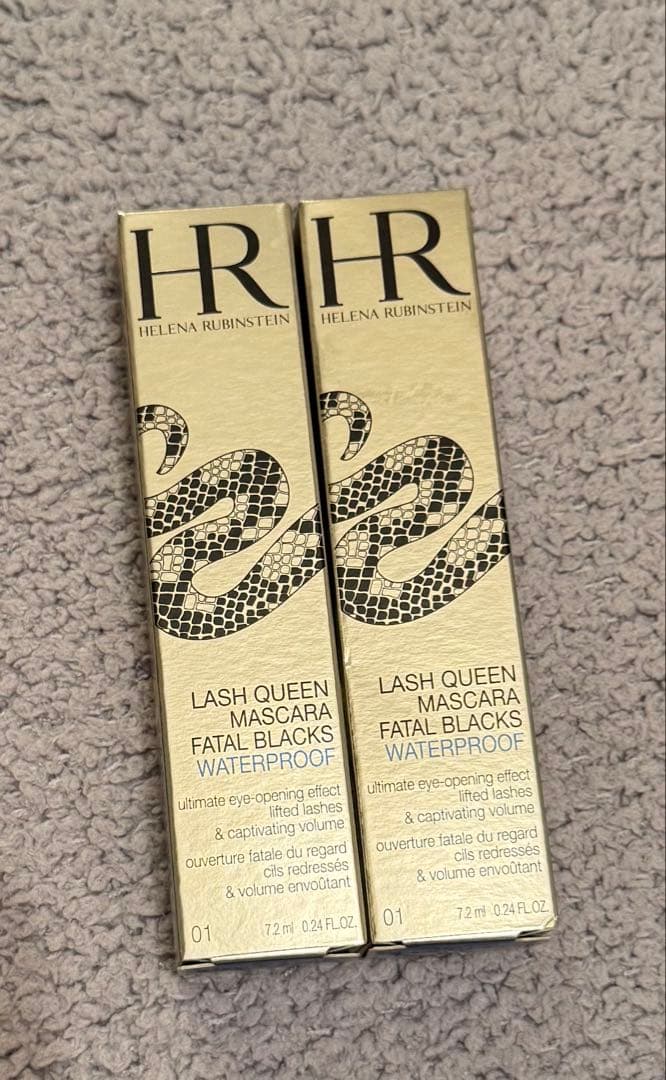 HR
HELENA RUBINSTEIN
LASH QUEEN
MASCARA
FATAL BLACKS
WATERPROOF
ultimate eye-opening effect
lifted lashes
& captivating volume
ouverture fatale du regard
cils redressés
& volume envoûtant
01 7.2 ml 0.24 FL.OZ.
HR
HELENA RUBINSTEIN
LASH QUEEN
MASCARA
FATAL BLACKS
WATERPROOF
ultimate eye-opening effect
lifted lashes
& captivating volume
ouverture fatale du regard
cils redressés
& volume envoûtant
01 7.2 ml 0.24 FL.OZ.